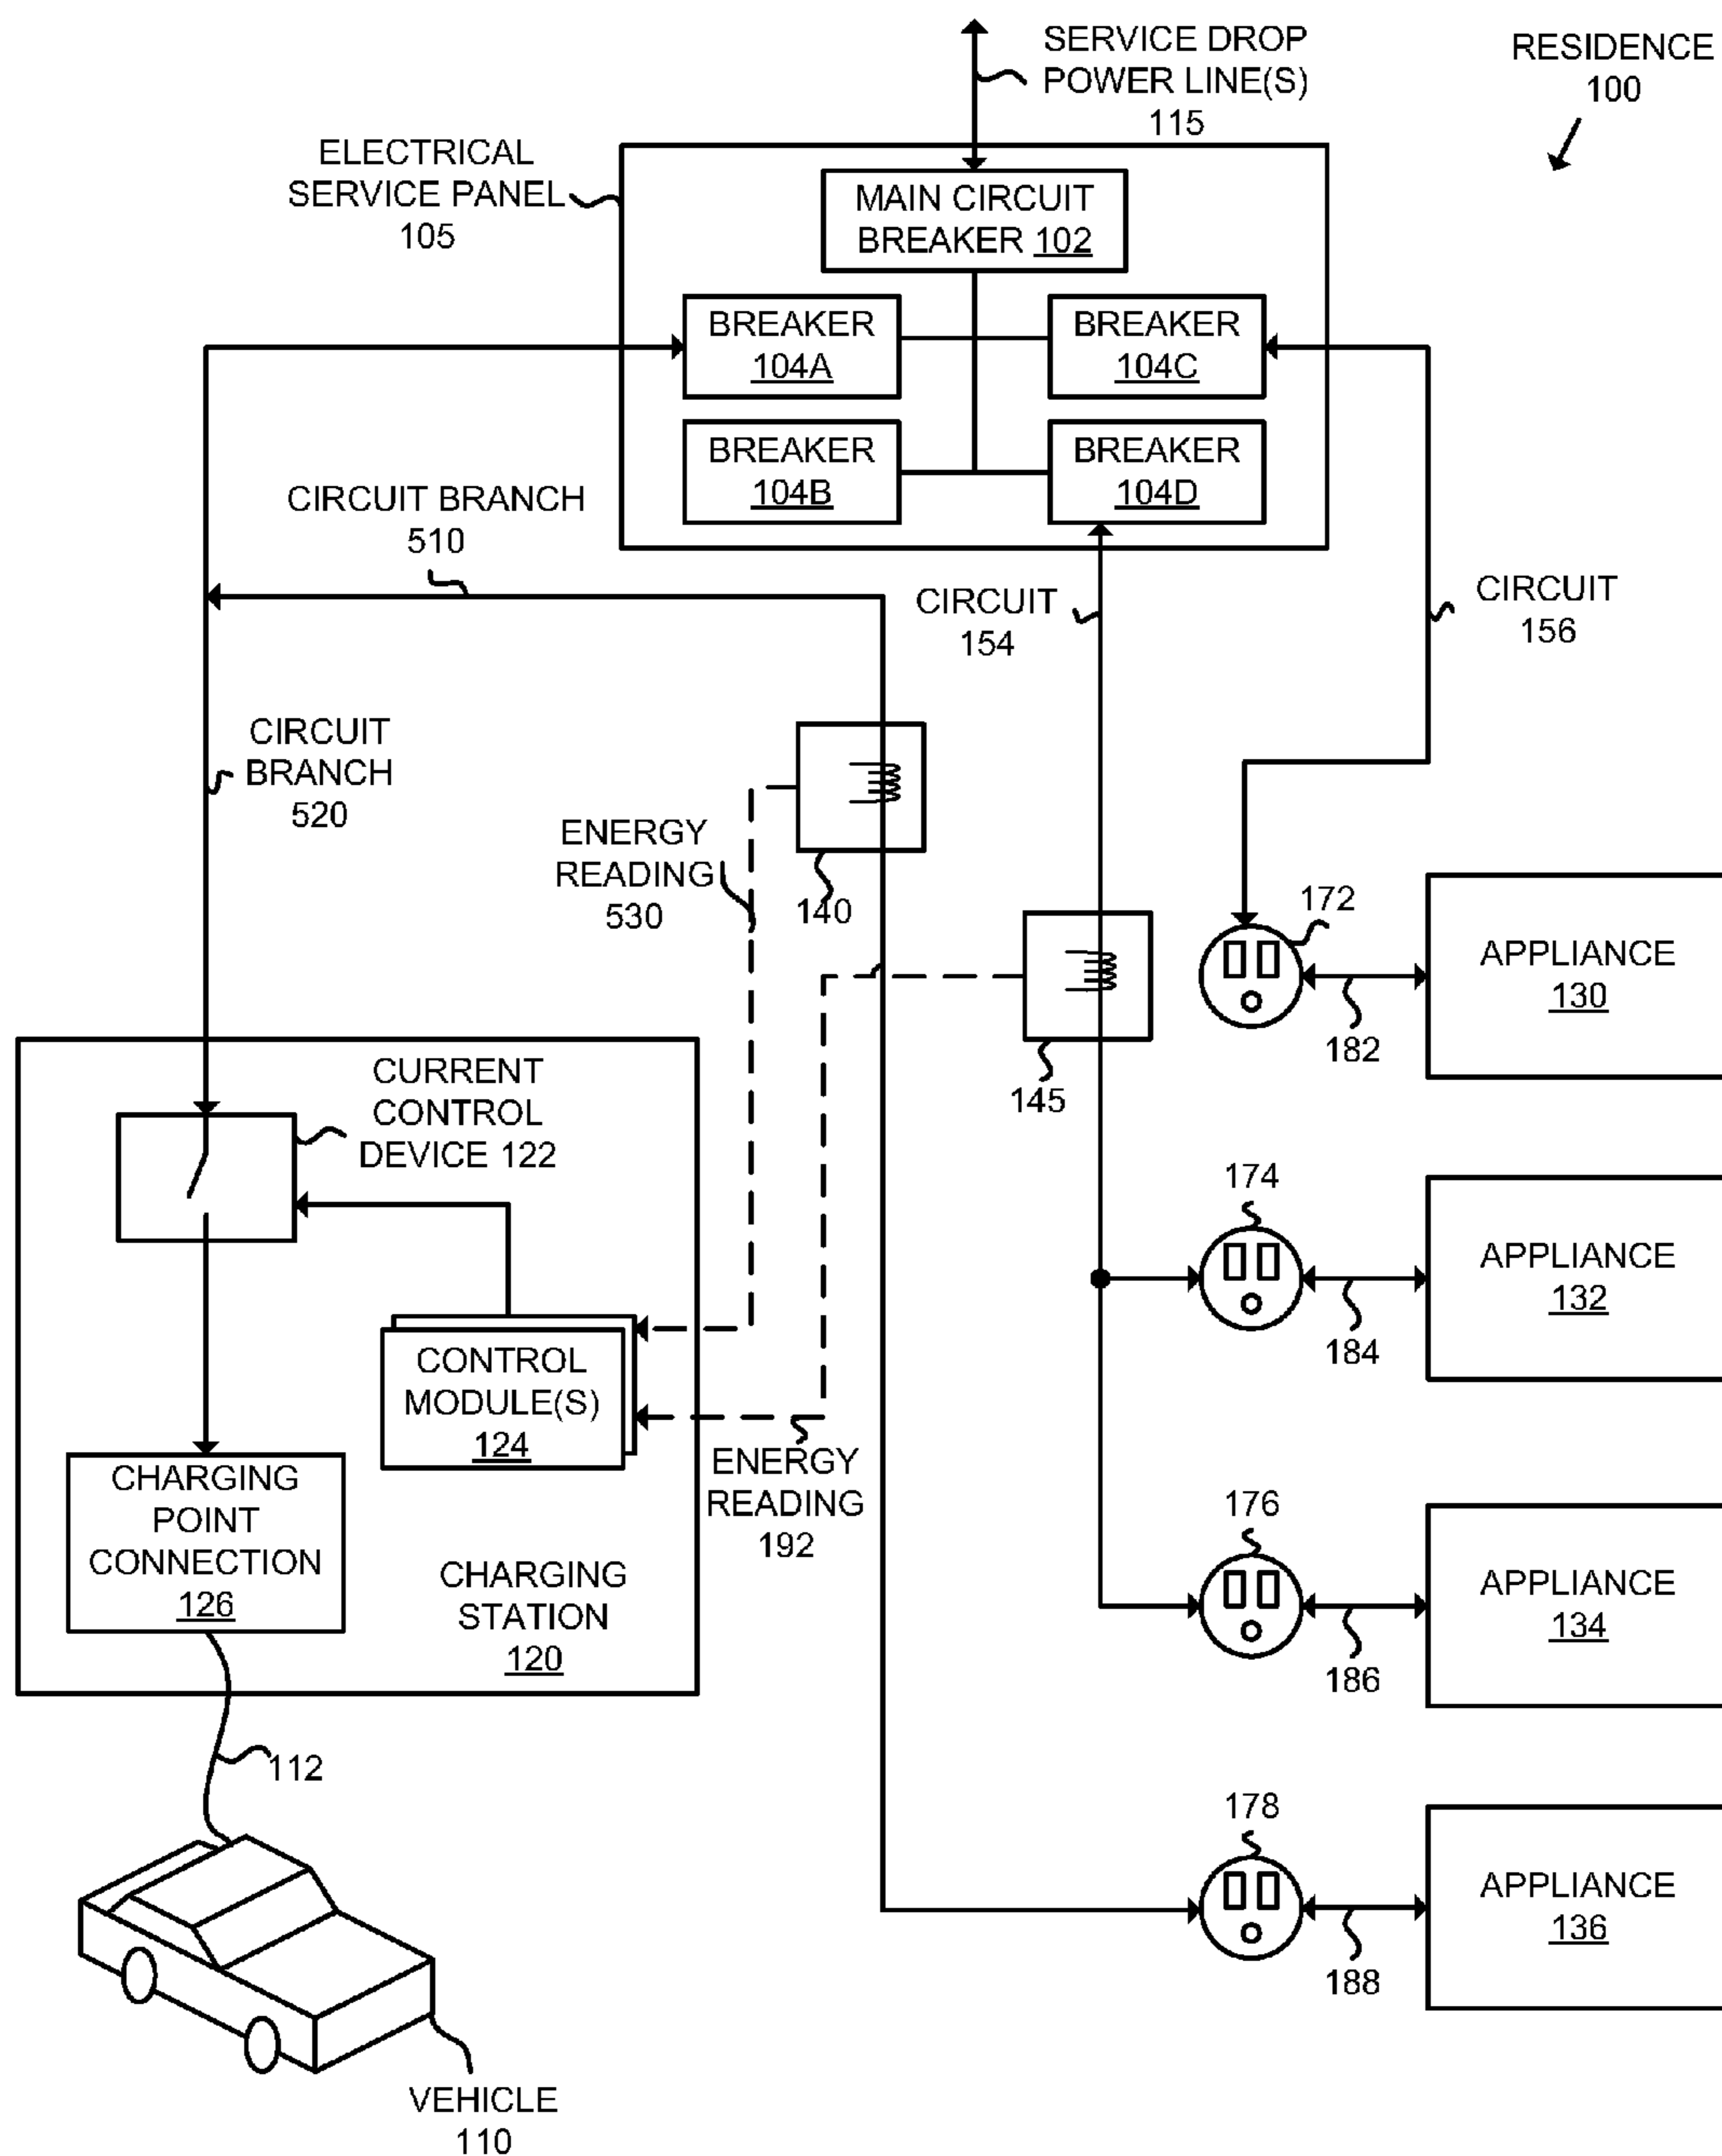 SERVICE DROP
POWER LINE(S)
115
RESIDENCE
100
ELECTRICAL
SERVICE PANEL
105
MAIN CIRCUIT
BREAKER 102
BREAKER
104A
BREAKER
104C
BREAKER
104B
BREAKER
104D
CIRCUIT BRANCH
510
CIRCUIT
154
CIRCUIT
156
CIRCUIT
BRANCH
520
ENERGY
READING
530
140
145
172
APPLIANCE
130
182
CURRENT
CONTROL
DEVICE 122
174
APPLIANCE
132
184
CONTROL
MODULE(S)
124
ENERGY
READING
192
CHARGING
POINT
CONNECTION
126
CHARGING
STATION
120
176
APPLIANCE
134
186
112
178
APPLIANCE
136
188
VEHICLE
110